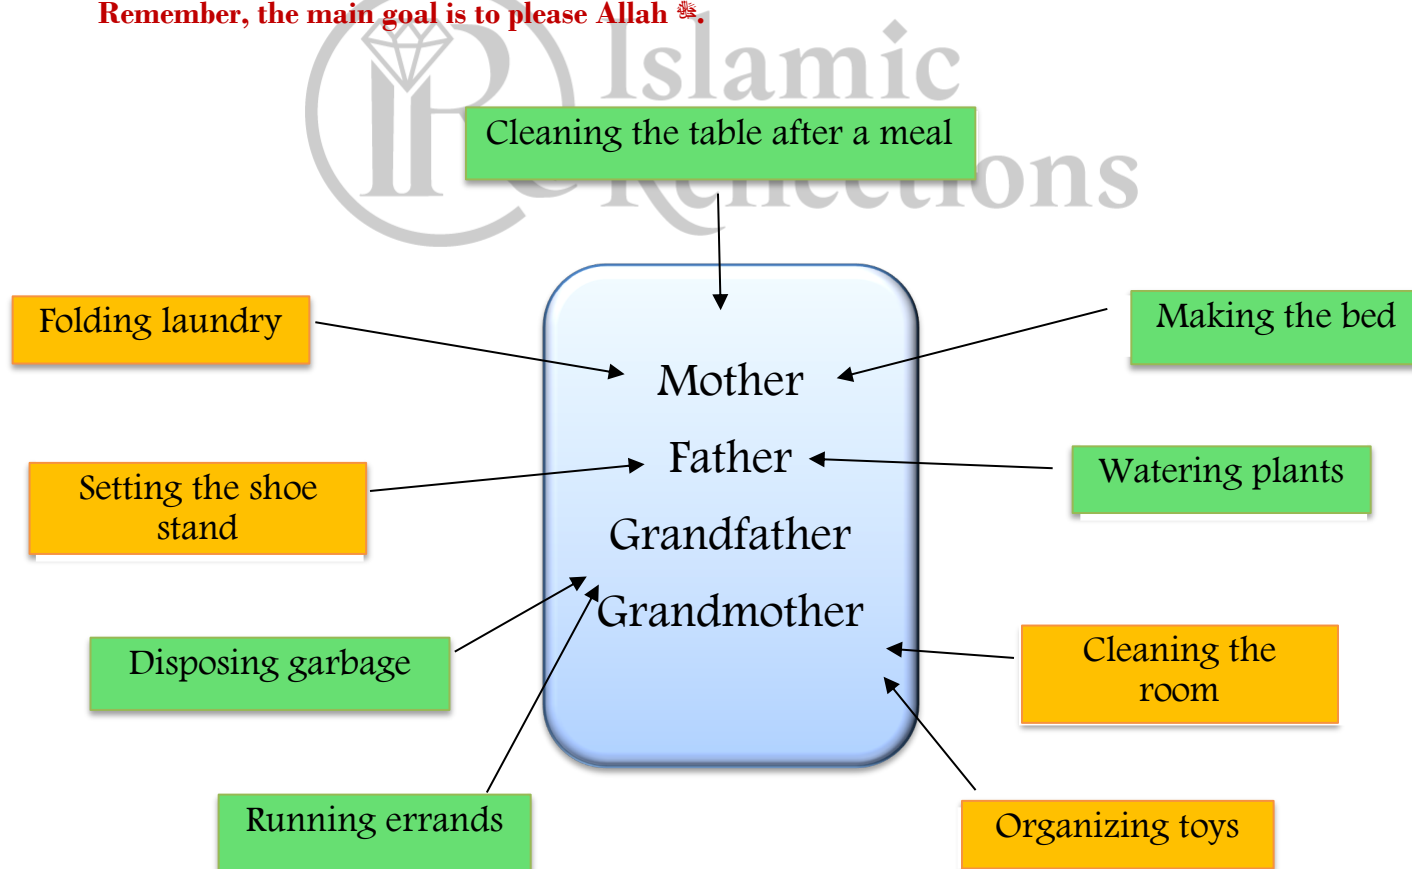 Remember, the main goal is to please Allah ﷻ.
Islamic
Reflections
Cleaning the table after a meal
Folding laundry
Making the bed
Mother
Father
Setting the shoe
stand
Watering plants
Grandfather
Grandmother
Disposing garbage
Cleaning the
room
Running errands
Organizing toys